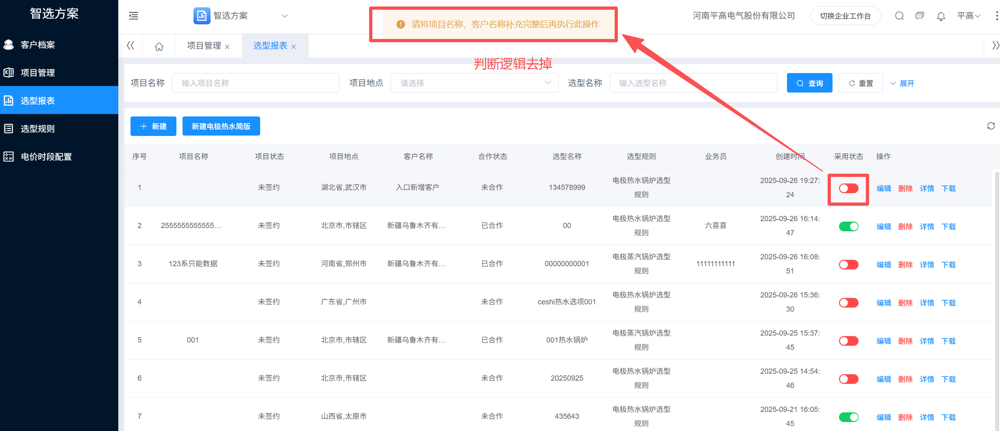 智选方案
智选方案
请将项目名称、客户名称补充完整后再执行此操作
河南平高电气股份有限公司
切换企业工作台
平高
客户档案
项目管理
选型报表
选型规则
电价时段配置
项目管理
选型报表
判断逻辑去掉
项目名称 输入项目名称 项目地点 请选择 选型名称 输入选型名称 查询 重置 展开
新建 新建电极热水简版
序号 项目名称 项目状态 项目地点 客户名称 合作状态 选型名称 选型规则 业务员 创建时间 采用状态 操作
1 未签约 湖北省,武汉市 入口新增客户 未合作 134578999 电极热水锅炉选型规则 2025-09-26 19:27:24 编辑 删除 详情 下载
2 2555555555555... 未签约 北京市,市辖区 新疆乌鲁木齐有... 已合作 00 电极热水锅炉选型规则 六喜喜 2025-09-26 16:14:47 编辑 删除 详情 下载
3 123系只能数据 未签约 河南省,郑州市 新疆乌鲁木齐有... 已合作 00000000001 电极蒸汽锅炉选型规则 11111111111 2025-09-26 16:08:51 编辑 删除 详情 下载
4 未签约 广东省,广州市 未合作 ceshi热水选项001 电极热水锅炉选型规则 2025-09-26 15:36:30 编辑 删除 详情 下载
5 001 未签约 北京市,市辖区 新疆乌鲁木齐有... 已合作 001热水锅炉 电极蒸汽锅炉选型规则 2025-09-25 15:37:45 编辑 删除 详情 下载
6 未签约 北京市,市辖区 未合作 20250925 电极热水锅炉选型规则 2025-09-25 14:54:46 编辑 删除 详情 下载
7 未签约 山西省,太原市 未合作 435643 电极热水锅炉选型规则 2025-09-21 16:05:45 编辑 删除 详情 下载